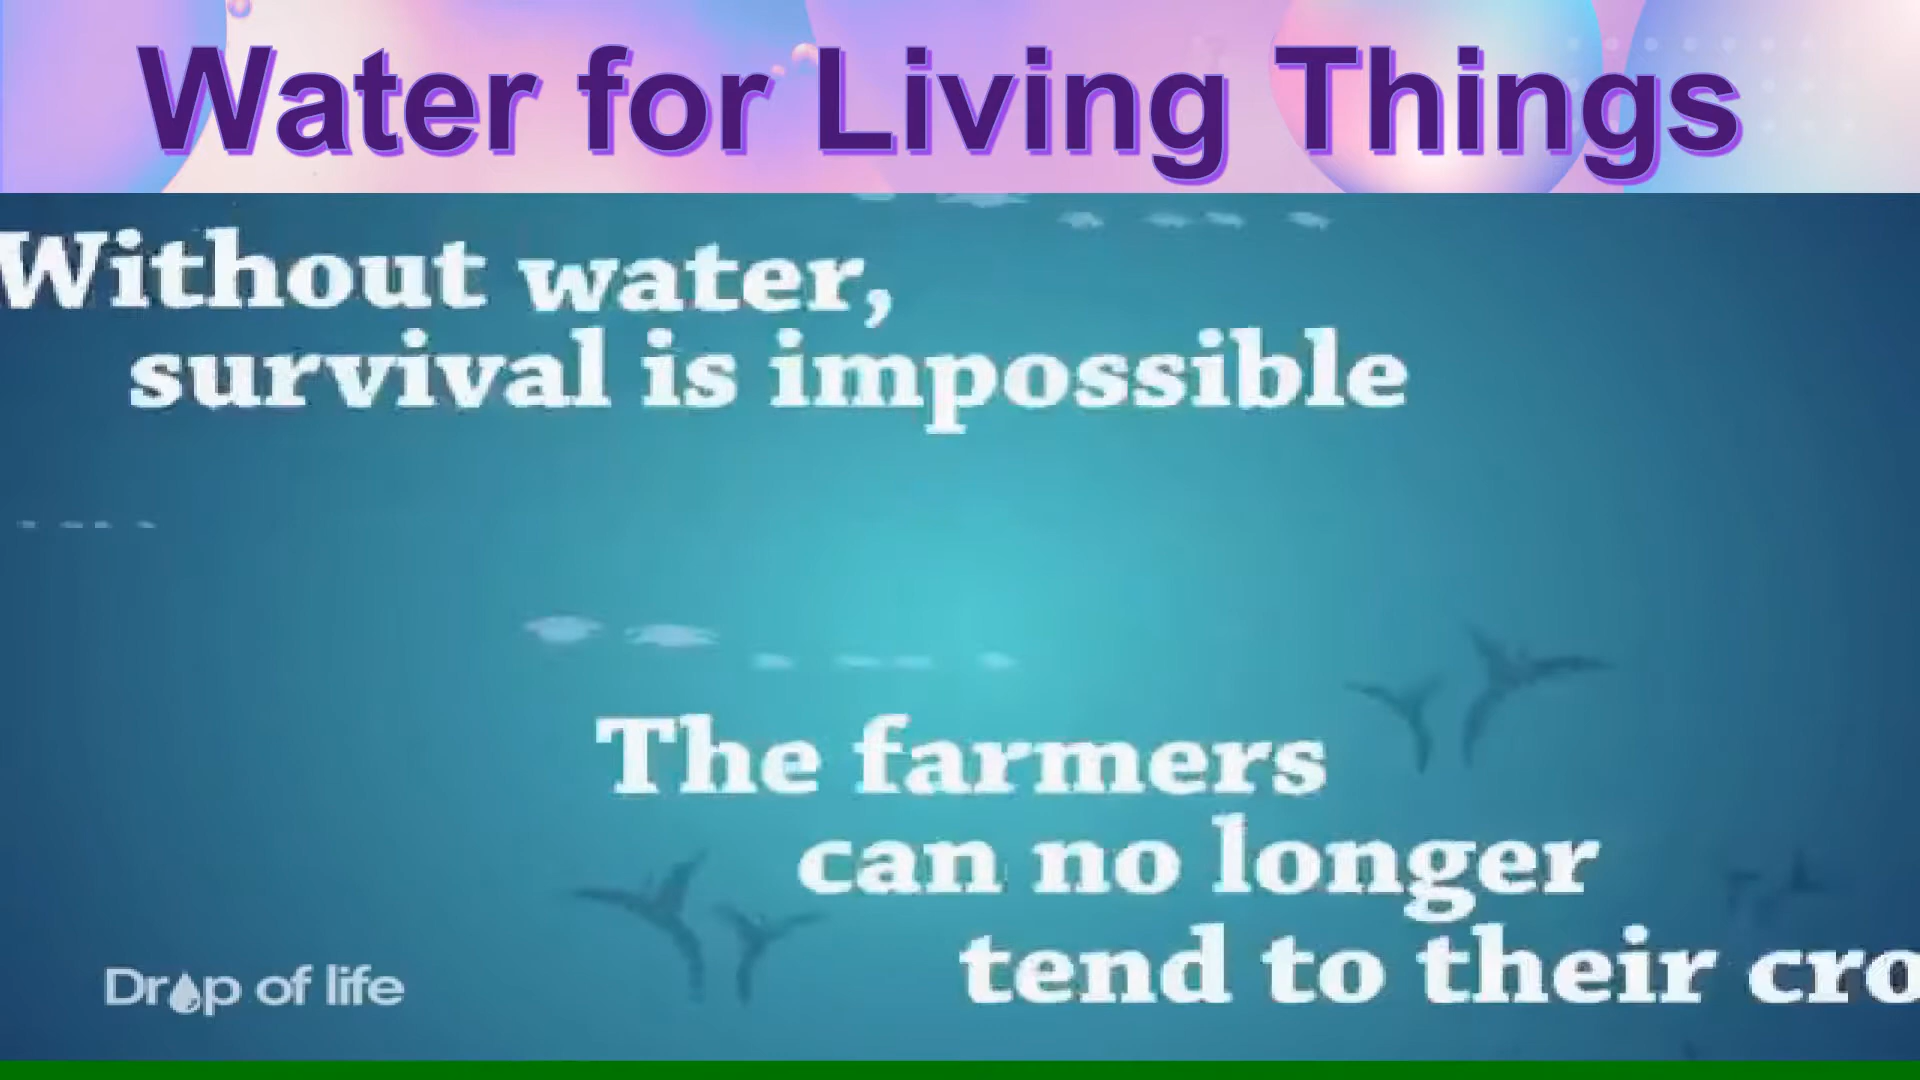 Water for Living Things
Without water,
survival is impossible
The farmers
can no longer
tend to their cro
Drop of life